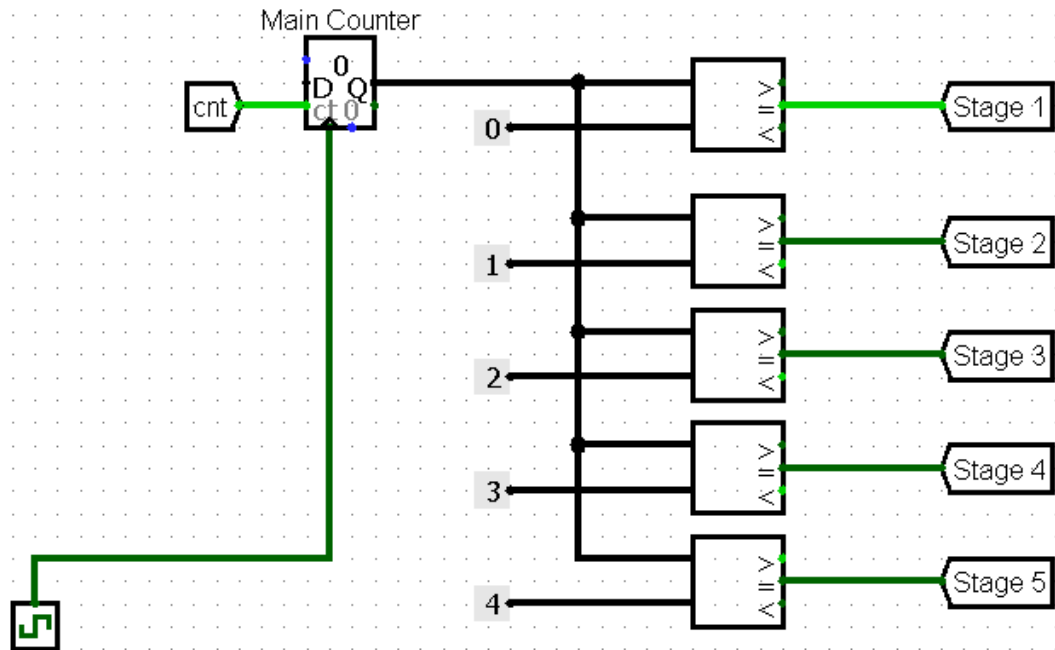 Main Counter
0
D Q
ct 0
cnt
>
=
<
Stage 1
0
>
=
<
Stage 2
1
>
=
<
Stage 3
2
>
=
<
Stage 4
3
>
=
<
Stage 5
4